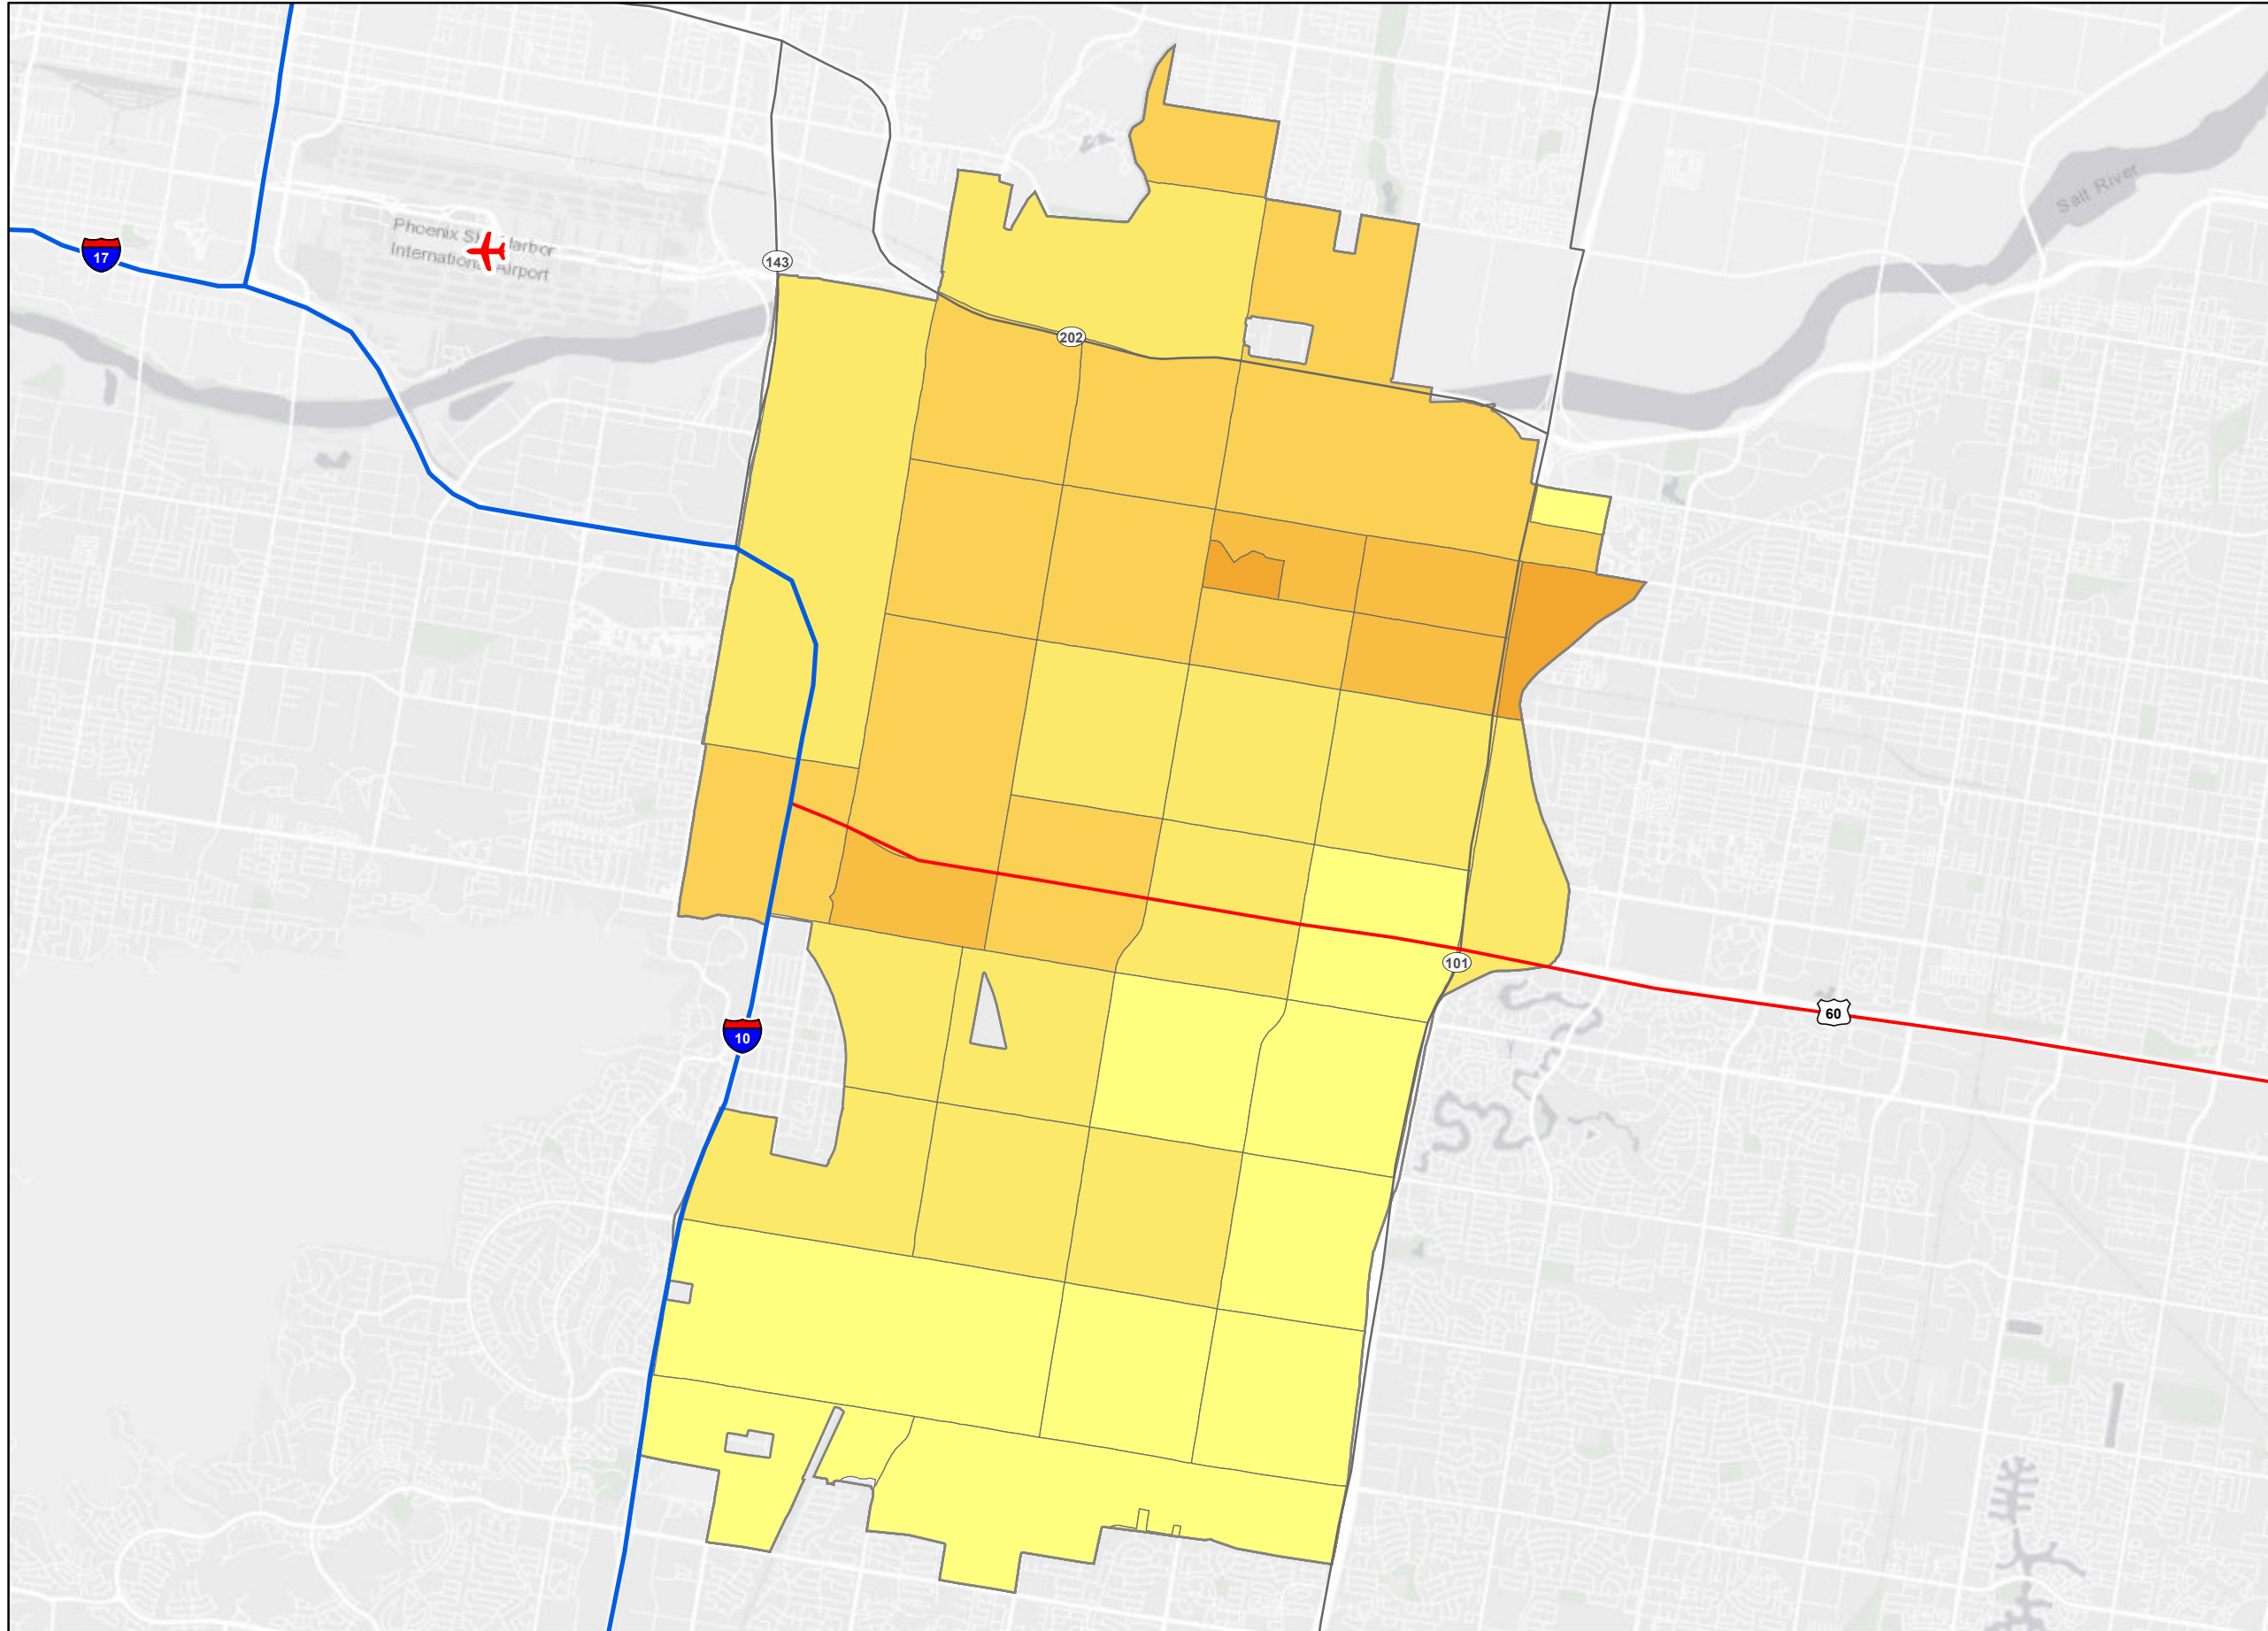 Salt River
Phoenix Sky Harbor
International Airport
17
143
202
101
60
10